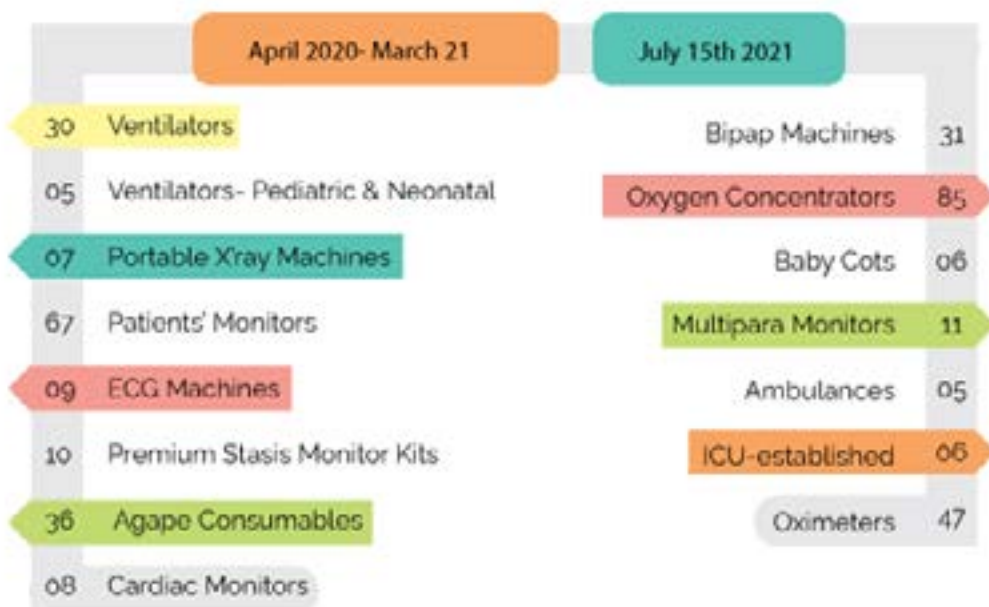 April 2020- March 21
30 Ventilators
05 Ventilators- Pediatric & Neonatal
07 Portable X'ray Machines
67 Patients' Monitors
09 ECG Machines
10 Premium Stasis Monitor Kits
36 Agape Consumables
08 Cardiac Monitors
July 15th 2021
Bipap Machines 31
Oxygen Concentrators 85
Baby Cots 06
Multipara Monitors 11
Ambulances 05
ICU-established 06
Oximeters 47